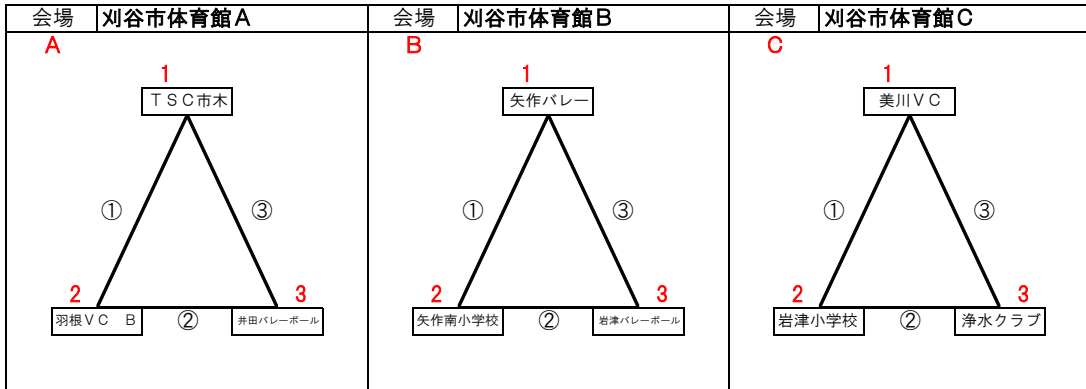 会場 刈谷市体育館A
A
1
TSC市木
①
③
2
3
羽根VC B
②
井田バレーボール
会場 刈谷市体育館B
B
1
矢作バレー
①
③
2
3
矢作南小学校
②
岩津バレーボール
会場 刈谷市体育館C
C
1
美川VC
①
③
2
3
岩津小学校
②
浄水クラブ